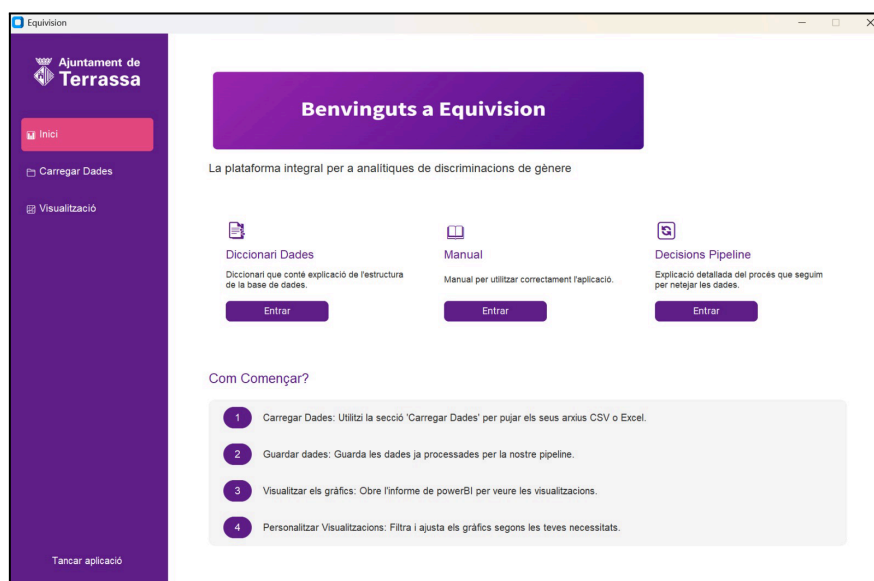 Equivision
Ajuntament de
Terrassa
Inici
Carregar Dades
Visualització
Tancar aplicació
Benvinguts a Equivision
La plataforma integral per a analítiques de discriminacions de gènere
Diccionari Dades
Diccionari que conté explicació de l'estructura
de la base de dades.
Entrar
Manual
Manual per utilitzar correctament l'aplicació.
Entrar
Decisions Pipeline
Explicació detallada del procés que seguim
per netejar les dades.
Entrar
Com Començar?
1 Carregar Dades: Utilitzi la secció 'Carregar Dades' per pujar els seus arxius CSV o Excel.
2 Guardar dades: Guarda les dades ja processades per la nostre pipeline.
3 Visualitzar els gráfics: Obre l'informe de powerBI per veure les visualitzacions.
4 Personalitzar Visualitzacions: Filtra i ajusta els gràfics segons les teves necessitats.